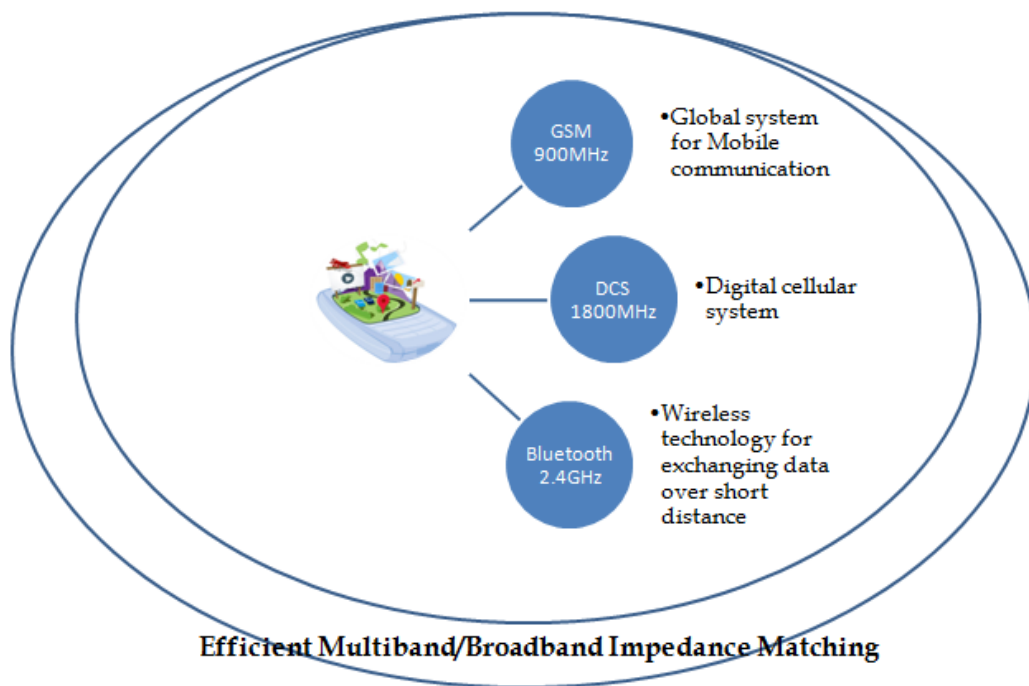 GSM
900MHz
•Global system
for Mobile
communication
DCS
1800MHz
•Digital cellular
system
Bluetooth
2.4GHz
•Wireless
technology for
exchanging data
over short
distance
Efficient Multiband/Broadband Impedance Matching